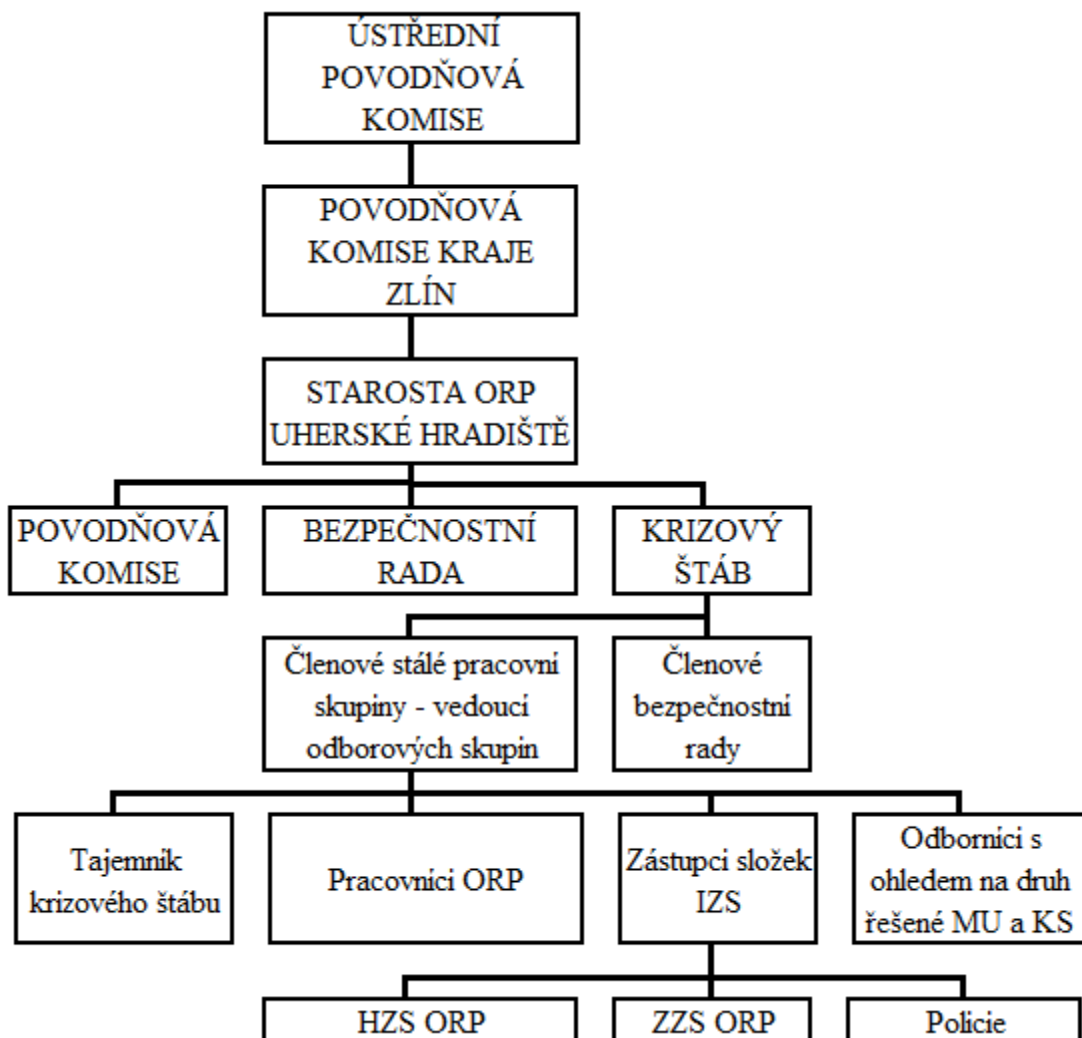 ÚSTŘEDNÍ
POVODŇOVÁ
KOMISE
POVODŇOVÁ
KOMISE KRAJE
ZLÍN
STAROSTA ORP
UHERSKÉ HRADIŠTĚ
POVODŇOVÁ
KOMISE
BEZPEČNOSTNÍ
RADA
KRIZOVÝ
ŠTÁB
Členové stálé pracovní
skupiny - vedoucí
odborových skupin
Členové
bezpečnostní
rady
Tajemník
krizového štábu
Pracovníci ORP
Zástupci složek
IZS
Odborníci s
ohledem na druh
řešené MU a KS
HZS ORP
ZZS ORP
Policie